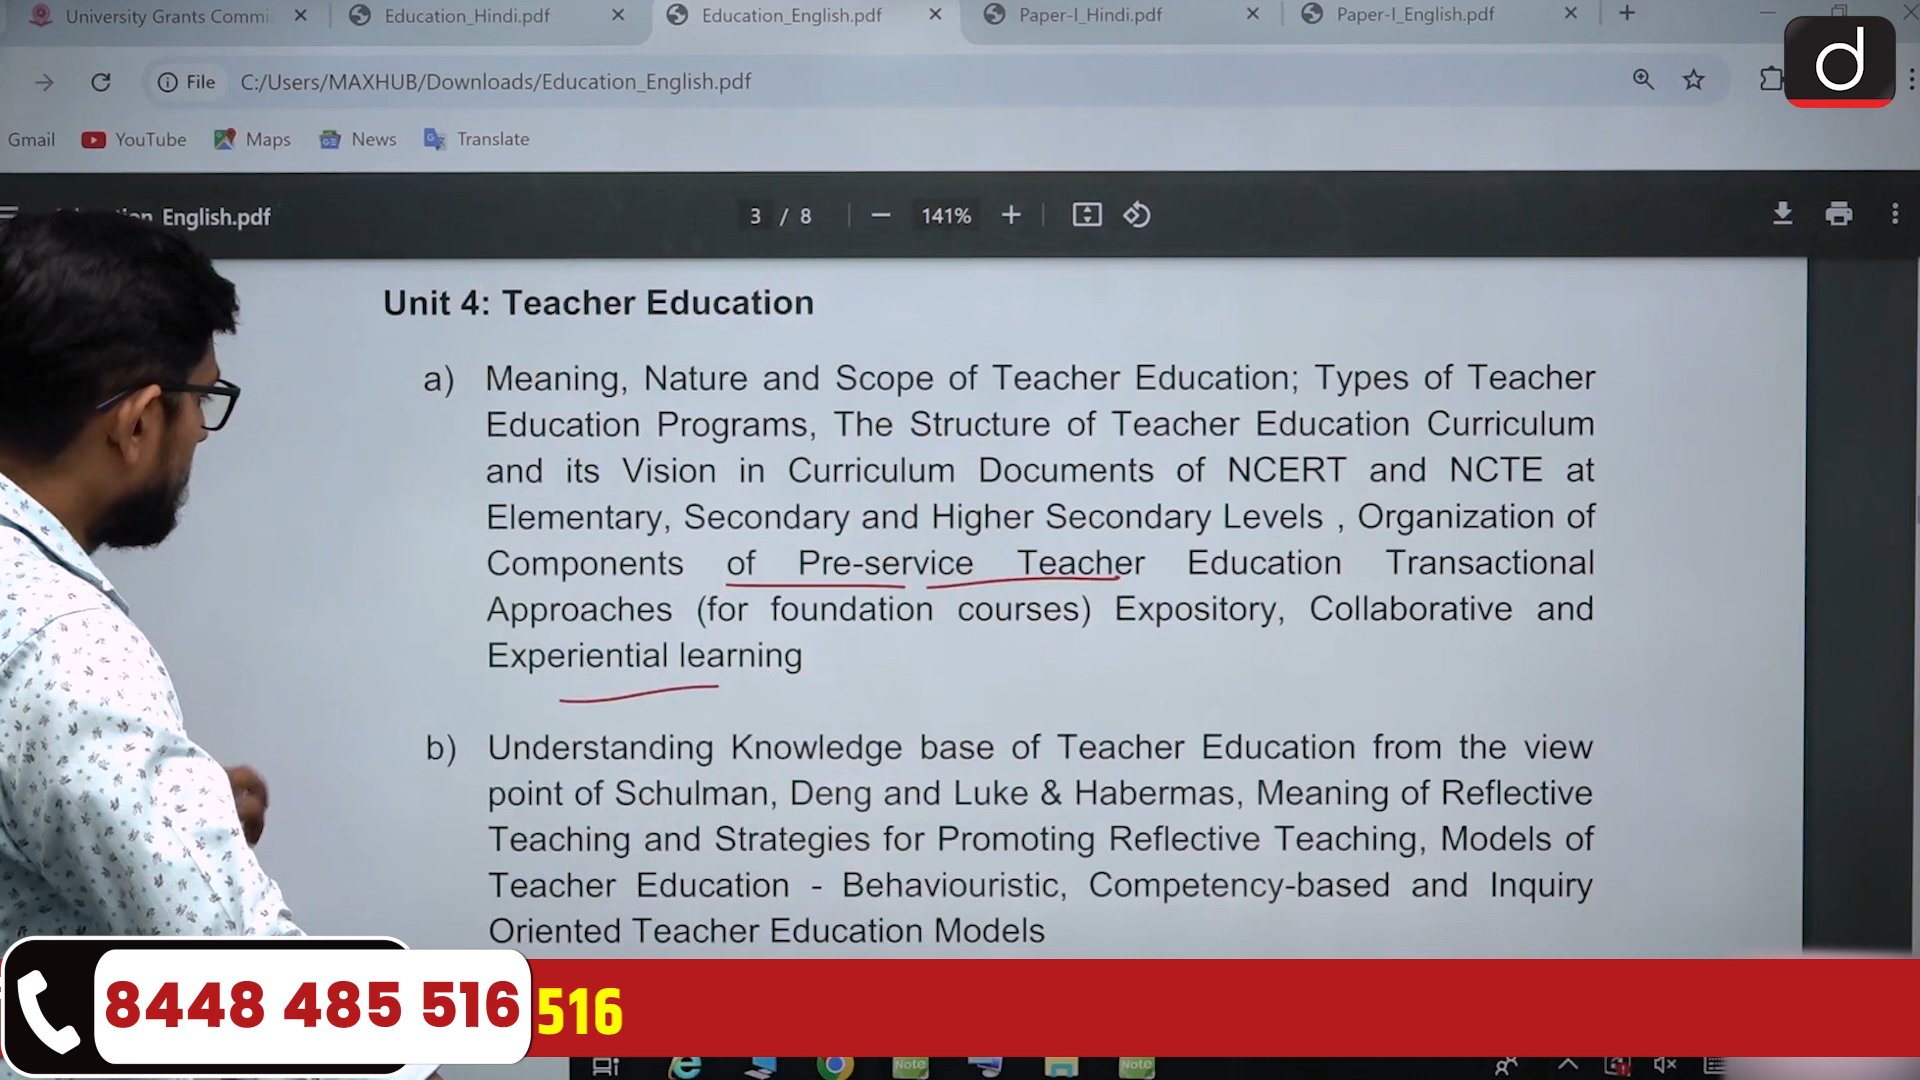 University Grants Commi
Education_Hindi.pdf
Education_English.pdf
Paper-I_Hindi.pdf
Paper-I_English.pdf
File
C:/Users/MAXHUB/Downloads/Education_English.pdf
d
Gmail
YouTube
Maps
News
Translate
English.pdf
3 / 8
141%
Unit 4: Teacher Education
a) Meaning, Nature and Scope of Teacher Education; Types of Teacher
Education Programs, The Structure of Teacher Education Curriculum
and its Vision in Curriculum Documents of NCERT and NCTE at
Elementary, Secondary and Higher Secondary Levels , Organization of
Components of Pre-service Teacher Education Transactional
Approaches (for foundation courses) Expository, Collaborative and
Experiential learning
b) Understanding Knowledge base of Teacher Education from the view
point of Schulman, Deng and Luke & Habermas, Meaning of Reflective
Teaching and Strategies for Promoting Reflective Teaching, Models of
Teacher Education - Behaviouristic, Competency-based and Inquiry
Oriented Teacher Education Models
8448 485 516
516
Note
Note